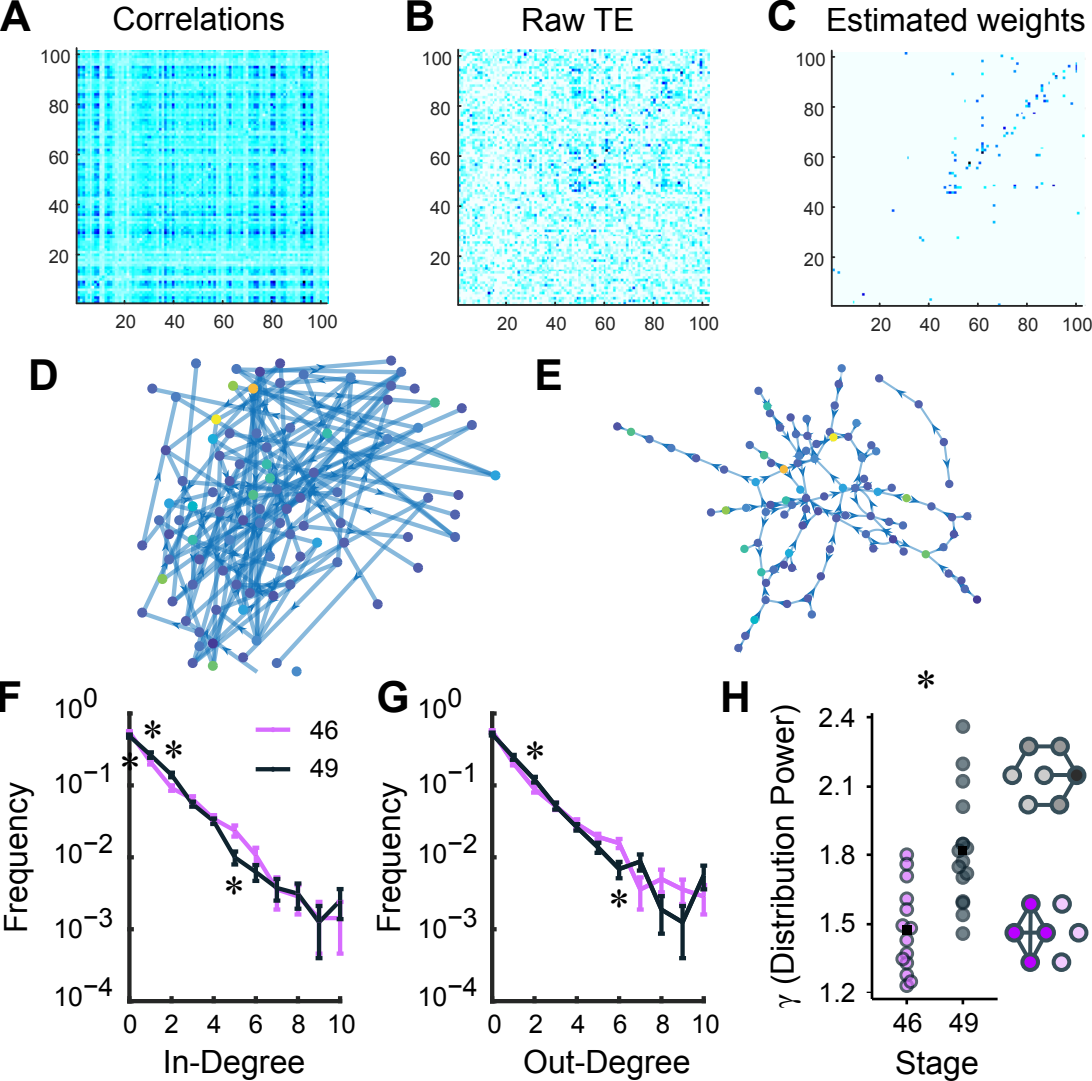 A Correlations
100
80
60
40
20
20 40 60 80 100
B Raw TE
100
80
60
40
20
20 40 60 80 100
C Estimated weights
100
80
60
40
20
20 40 60 80 100
D
E
F
10⁰
10⁻¹
10⁻²
10⁻³
10⁻⁴
Frequency
0 2 4 6 8 10
In-Degree
46
49
*
*
*
*
G
10⁰
10⁻¹
10⁻²
10⁻³
10⁻⁴
Frequency
0 2 4 6 8 10
Out-Degree
*
*
H
*
γ (Distribution Power)
2.4
2.1
1.8
1.5
1.2
46 49
Stage